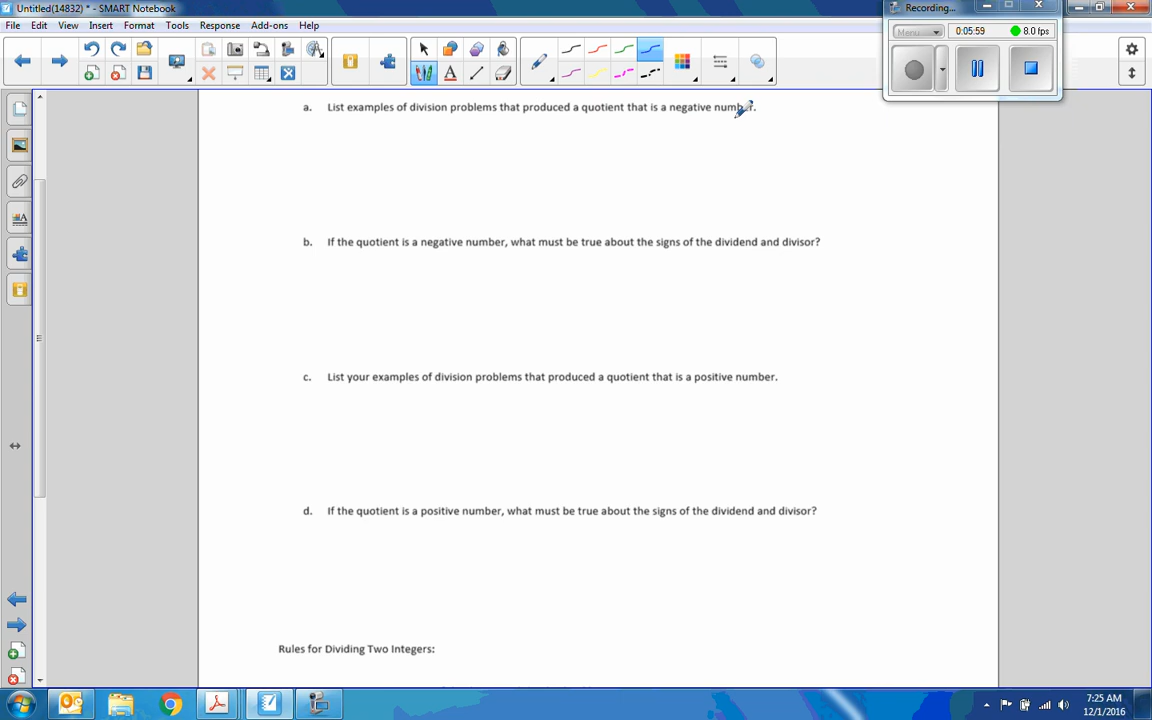 Untitled(14832) * - SMART Notebook
Recording...
File Edit View Insert Format Tools Response Add-ons Help
Menu 0:05:59 8.0 fps
a. List examples of division problems that produced a quotient that is a negative number.
b. If the quotient is a negative number, what must be true about the signs of the dividend and divisor?
c. List your examples of division problems that produced a quotient that is a positive number.
d. If the quotient is a positive number, what must be true about the signs of the dividend and divisor?
Rules for Dividing Two Integers:
7:25 AM
12/1/2016